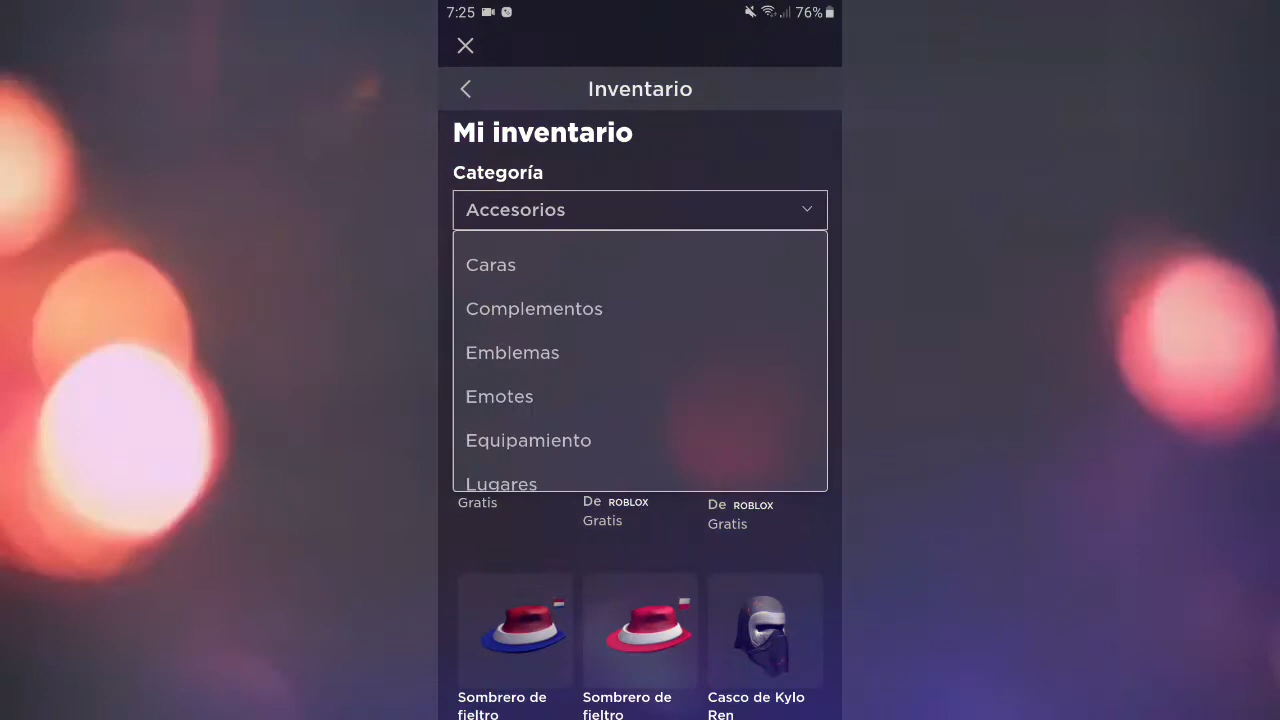 7:25 76%
Inventario
Mi inventario
Categoría
Accesorios
Caras
Complementos
Emblemas
Emotes
Equipamiento
Lugares
Gratis
De ROBLOX
Gratis
De ROBLOX
Gratis
Sombrero de
fieltro
Sombrero de
fieltro
Casco de Kylo
Ren